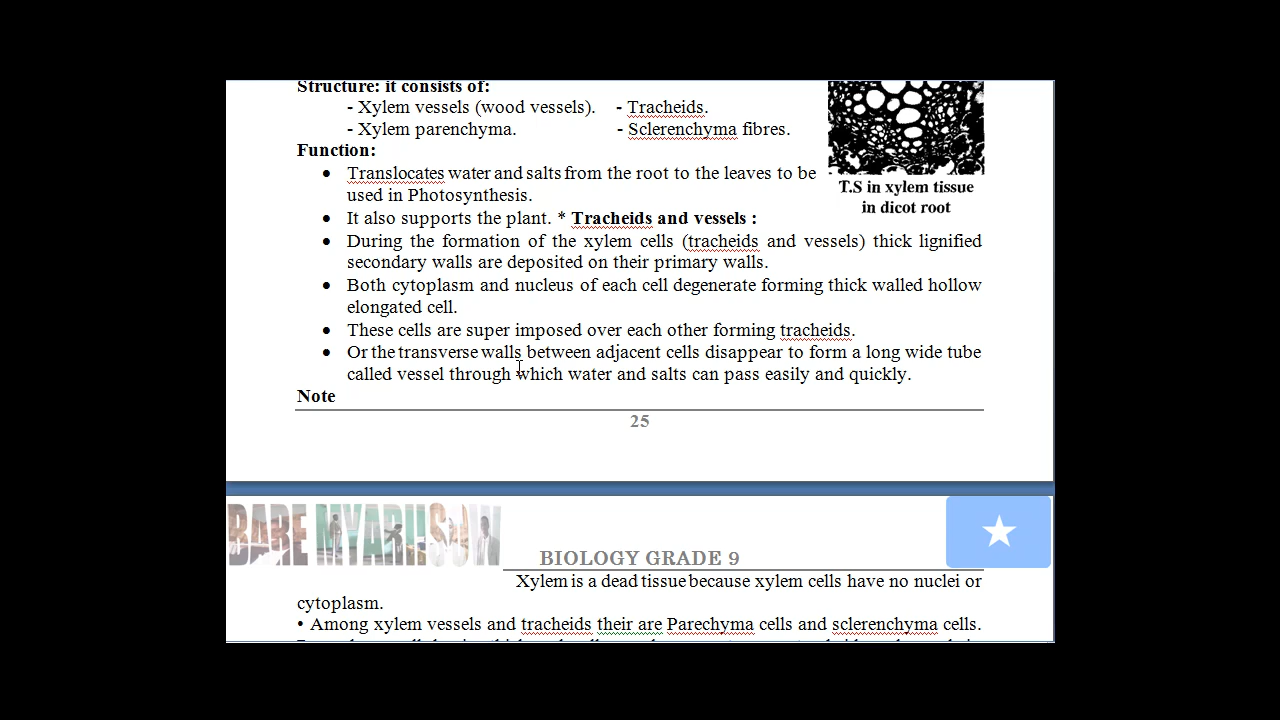 Structure: it consists of:
- Xylem vessels (wood vessels). - Tracheids.
- Xylem parenchyma. - Sclerenchyma fibres.
Function:
• Translocates water and salts from the root to the leaves to be
used in Photosynthesis.
T.S in xylem tissue
in dicot root
• It also supports the plant. * Tracheids and vessels :
• During the formation of the xylem cells (tracheids and vessels) thick lignified
secondary walls are deposited on their primary walls.
• Both cytoplasm and nucleus of each cell degenerate forming thick walled hollow
elongated cell.
• These cells are super imposed over each other forming tracheids.
• Or the transverse walls between adjacent cells disappear to form a long wide tube
called vessel through which water and salts can pass easily and quickly.
Note
25
BARE MYARIISOW
BIOLOGY GRADE 9
Xylem is a dead tissue because xylem cells have no nuclei or
cytoplasm.
• Among xylem vessels and tracheids their are Parechyma cells and sclerenchyma cells.